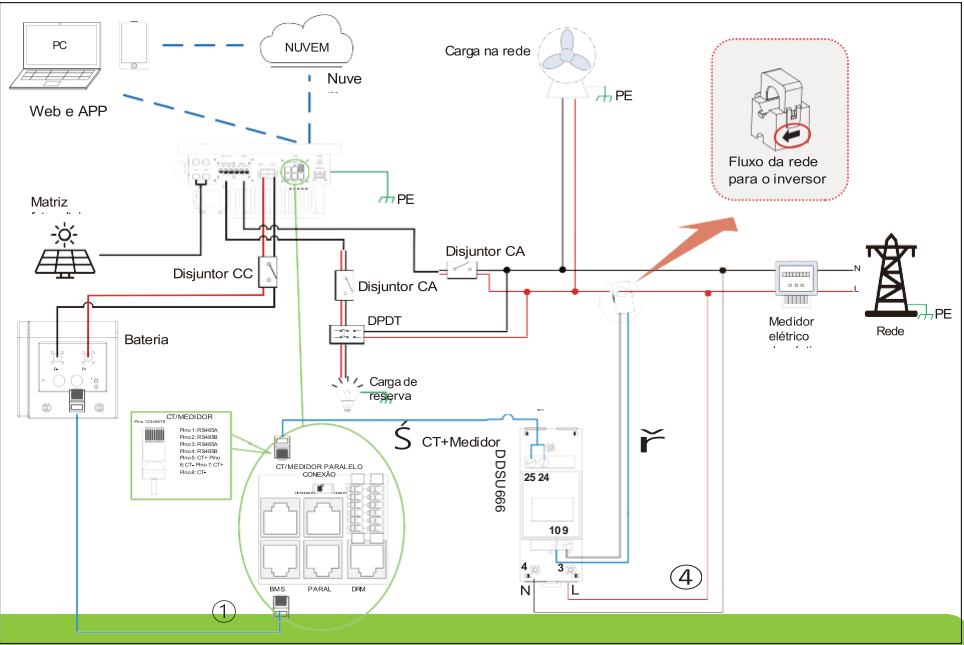 PC
NUVEM
Nuve
Web e APP
Carga na rede
PE
Fluxo da rede
para o inversor
PE
Matriz
Disjuntor CC
Disjuntor CA
Disjuntor CA
N
L
PE
Rede
Medidor
elétrico
DPDT
Bateria
Carga de
reserva
CT/MEDIDOR
Pino 12345678
Pino 1: RS485A
Pino 2: RS485B
Pino 3: RS485A
Pino 4: RS485B
Pino 5: CT+ Pino
6:CT- Pino 7: CT+
Pino 8: CT-
Ś CT+Medidor
ř
DDSU666
25 24
10 9
4
3
N
L
④
CT/MEDIDOR PARALELO
CONEXÃO
BMS
PARAL
DRM
①